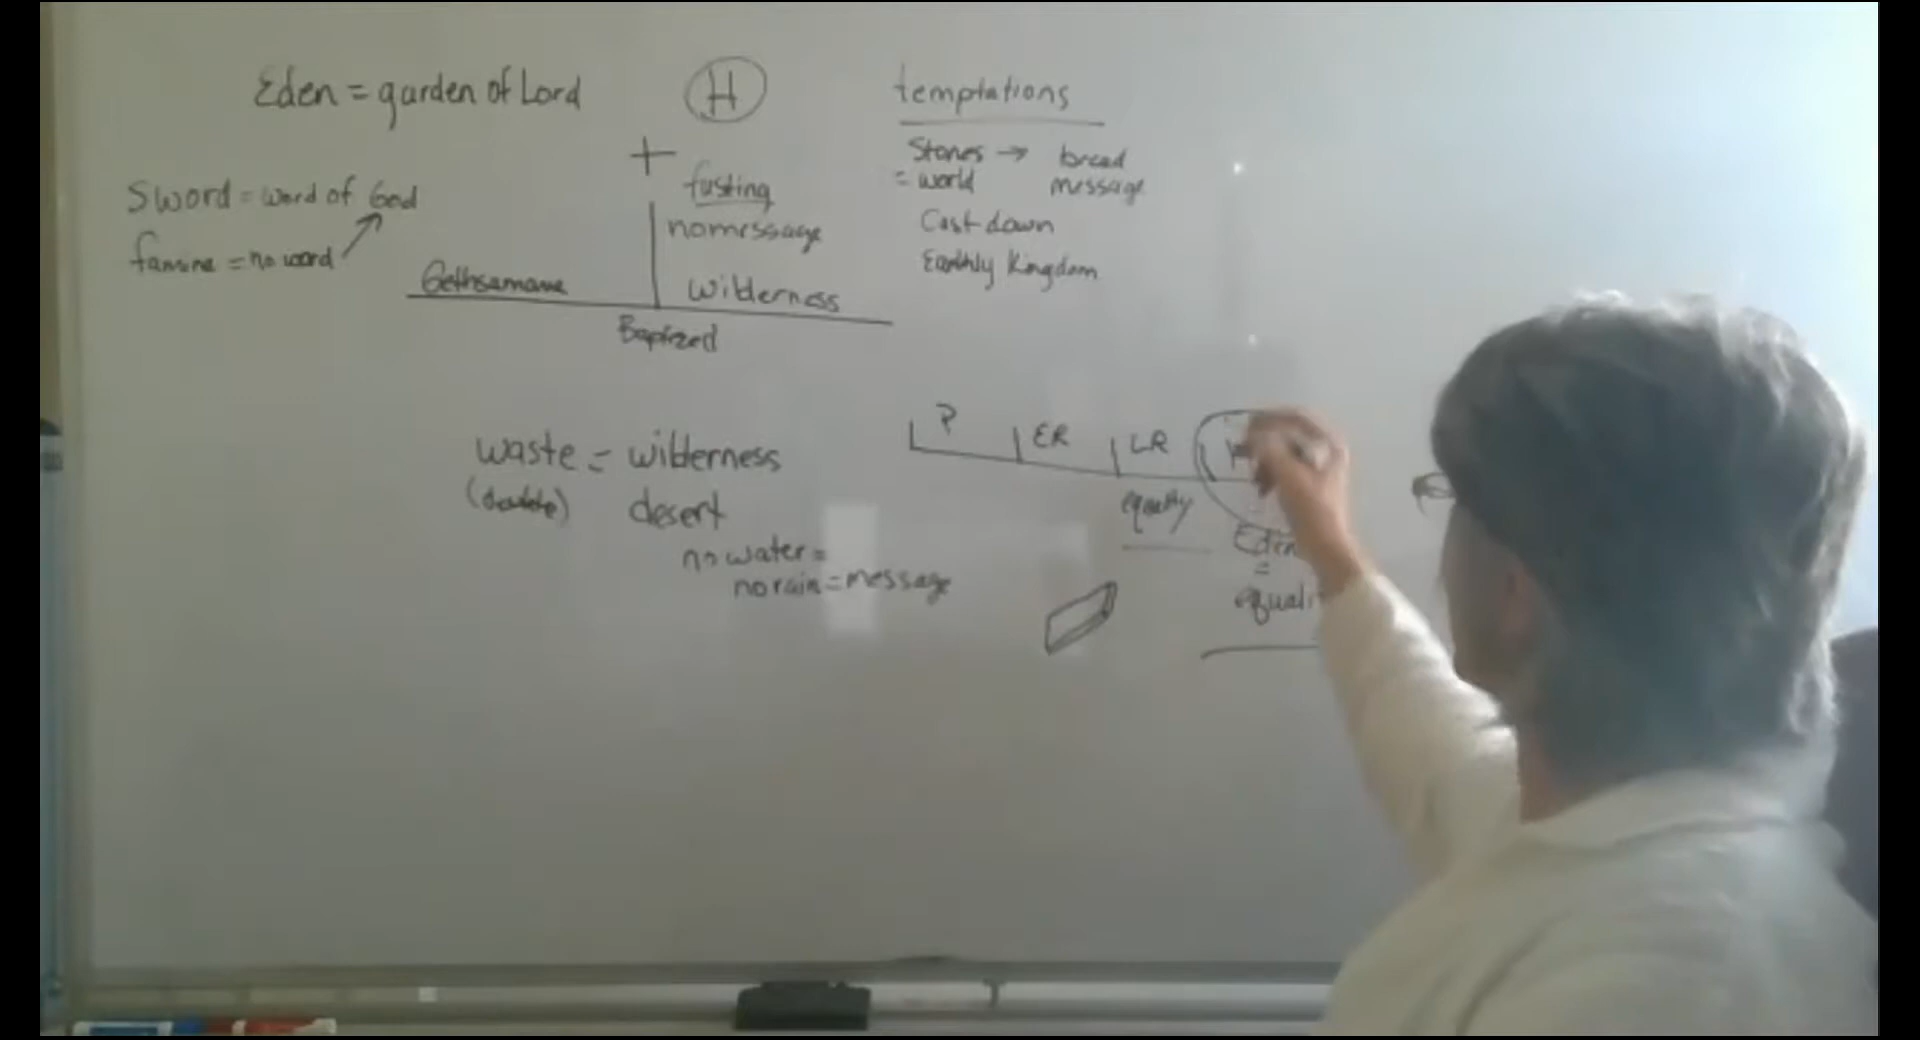 Eden = garden of Lord
H
temptations
Stones → bread
= world message
Cast down
Earthly Kingdom
+
fasting
no message
Wilderness
Sword = word of God
famine = no word
Gethsemane
Baptized
waste = wilderness
(double) desert
no water =
no rain = message
P ER LR
equality
Eden
=
equali